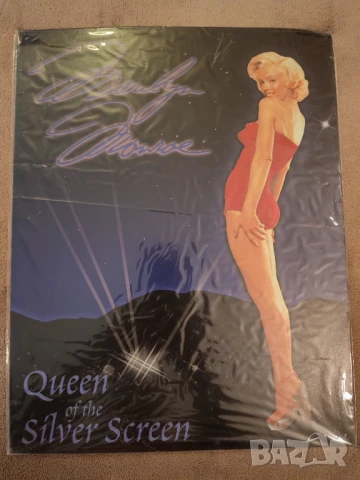 Marilyn
Monroe
Queen
of the
Silver Screen
BAZAR